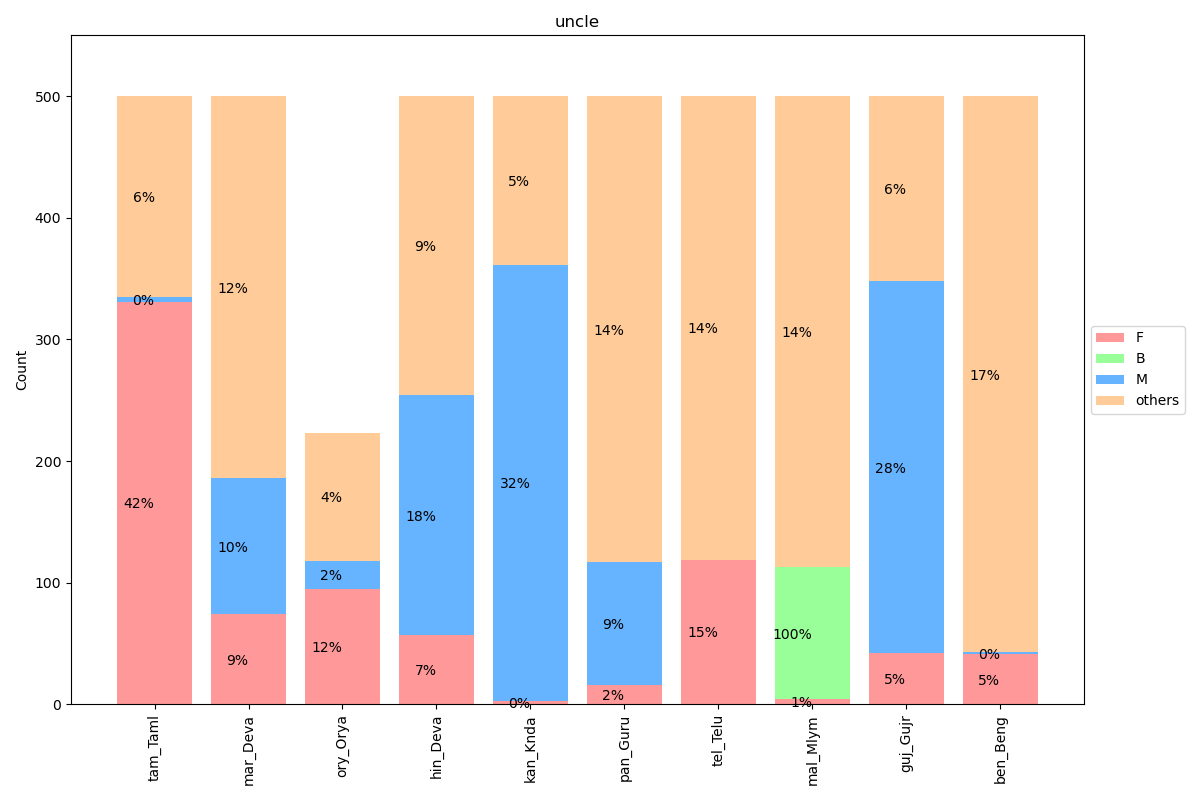 uncle
Count
500
400
300
200
100
0
6%
0%
42%
12%
10%
9%
4%
2%
12%
9%
18%
7%
5%
32%
0%
14%
9%
2%
14%
15%
14%
100%
1%
6%
28%
5%
17%
0%
5%
tam_Taml
mar_Deva
ory_Orya
hin_Deva
kan_Knda
pan_Guru
tel_Telu
mal_Mlym
guj_Gujr
ben_Beng
F
B
M
others